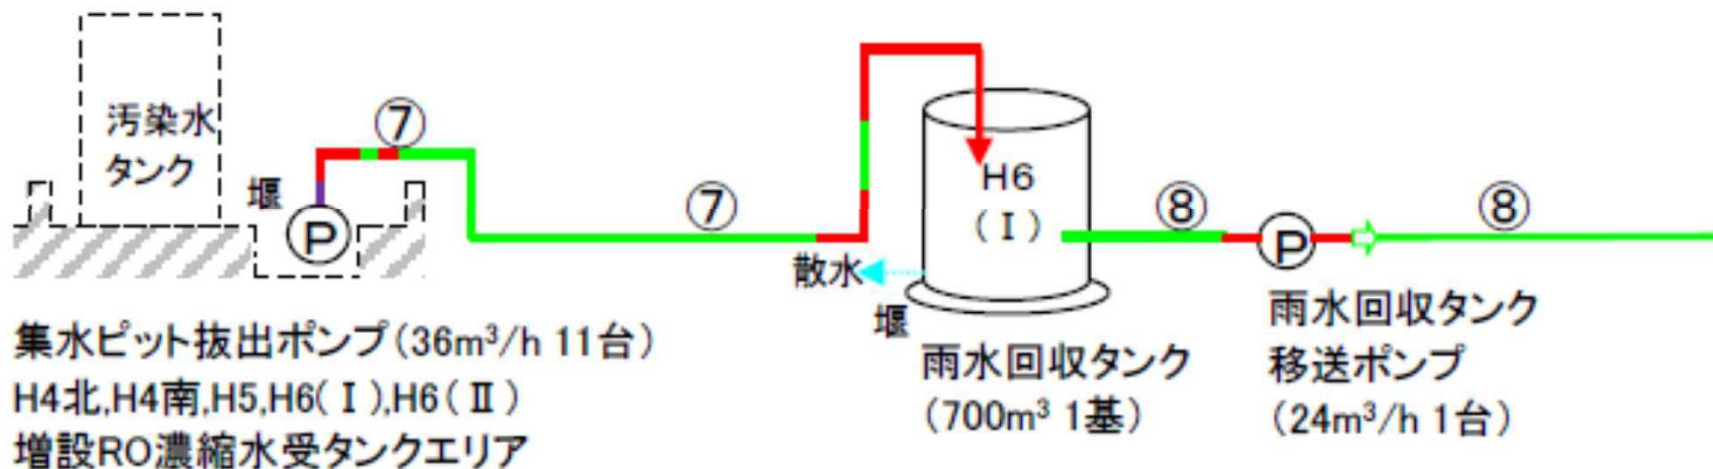 汚染水
タンク
堰
P
⑦
⑦
散水
H6
(Ⅰ)
堰
⑧
P
⑧
集水ピット抜出ポンプ(36m³/h 11台)
H4北,H4南,H5,H6(Ⅰ),H6(Ⅱ)
増設RO濃縮水受タンクエリア
雨水回収タンク
(700m³ 1基)
雨水回収タンク
移送ポンプ
(24m³/h 1台)